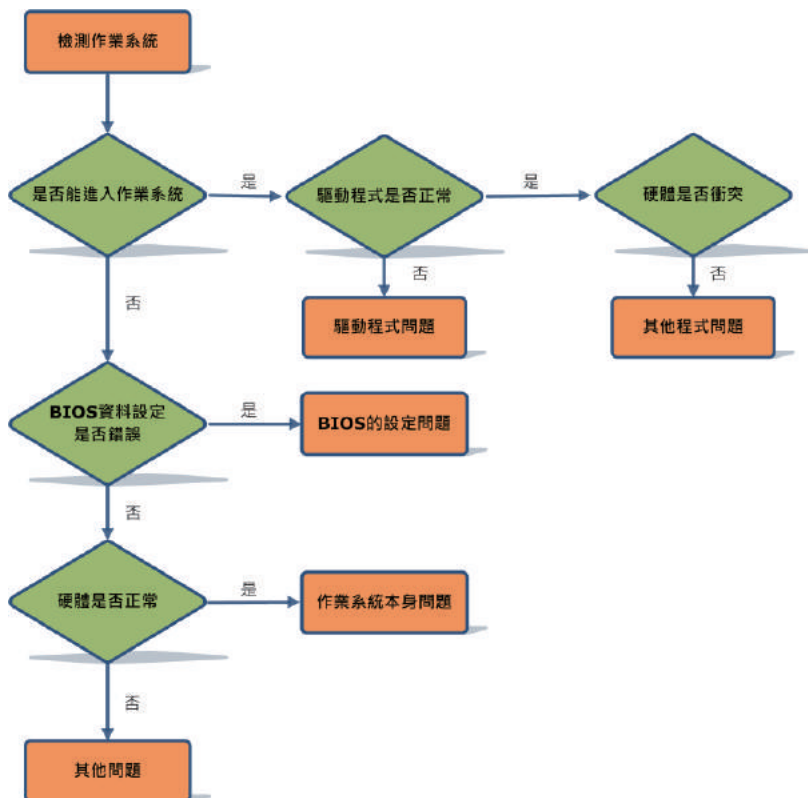 檢測作業系統
是否能進入作業系統
是
驅動程式是否正常
是
硬體是否衝突
否
否
否
驅動程式問題
其他程式問題
BIOS資料設定
是否錯誤
是
BIOS的設定問題
否
硬體是否正常
是
作業系統本身問題
否
其他問題